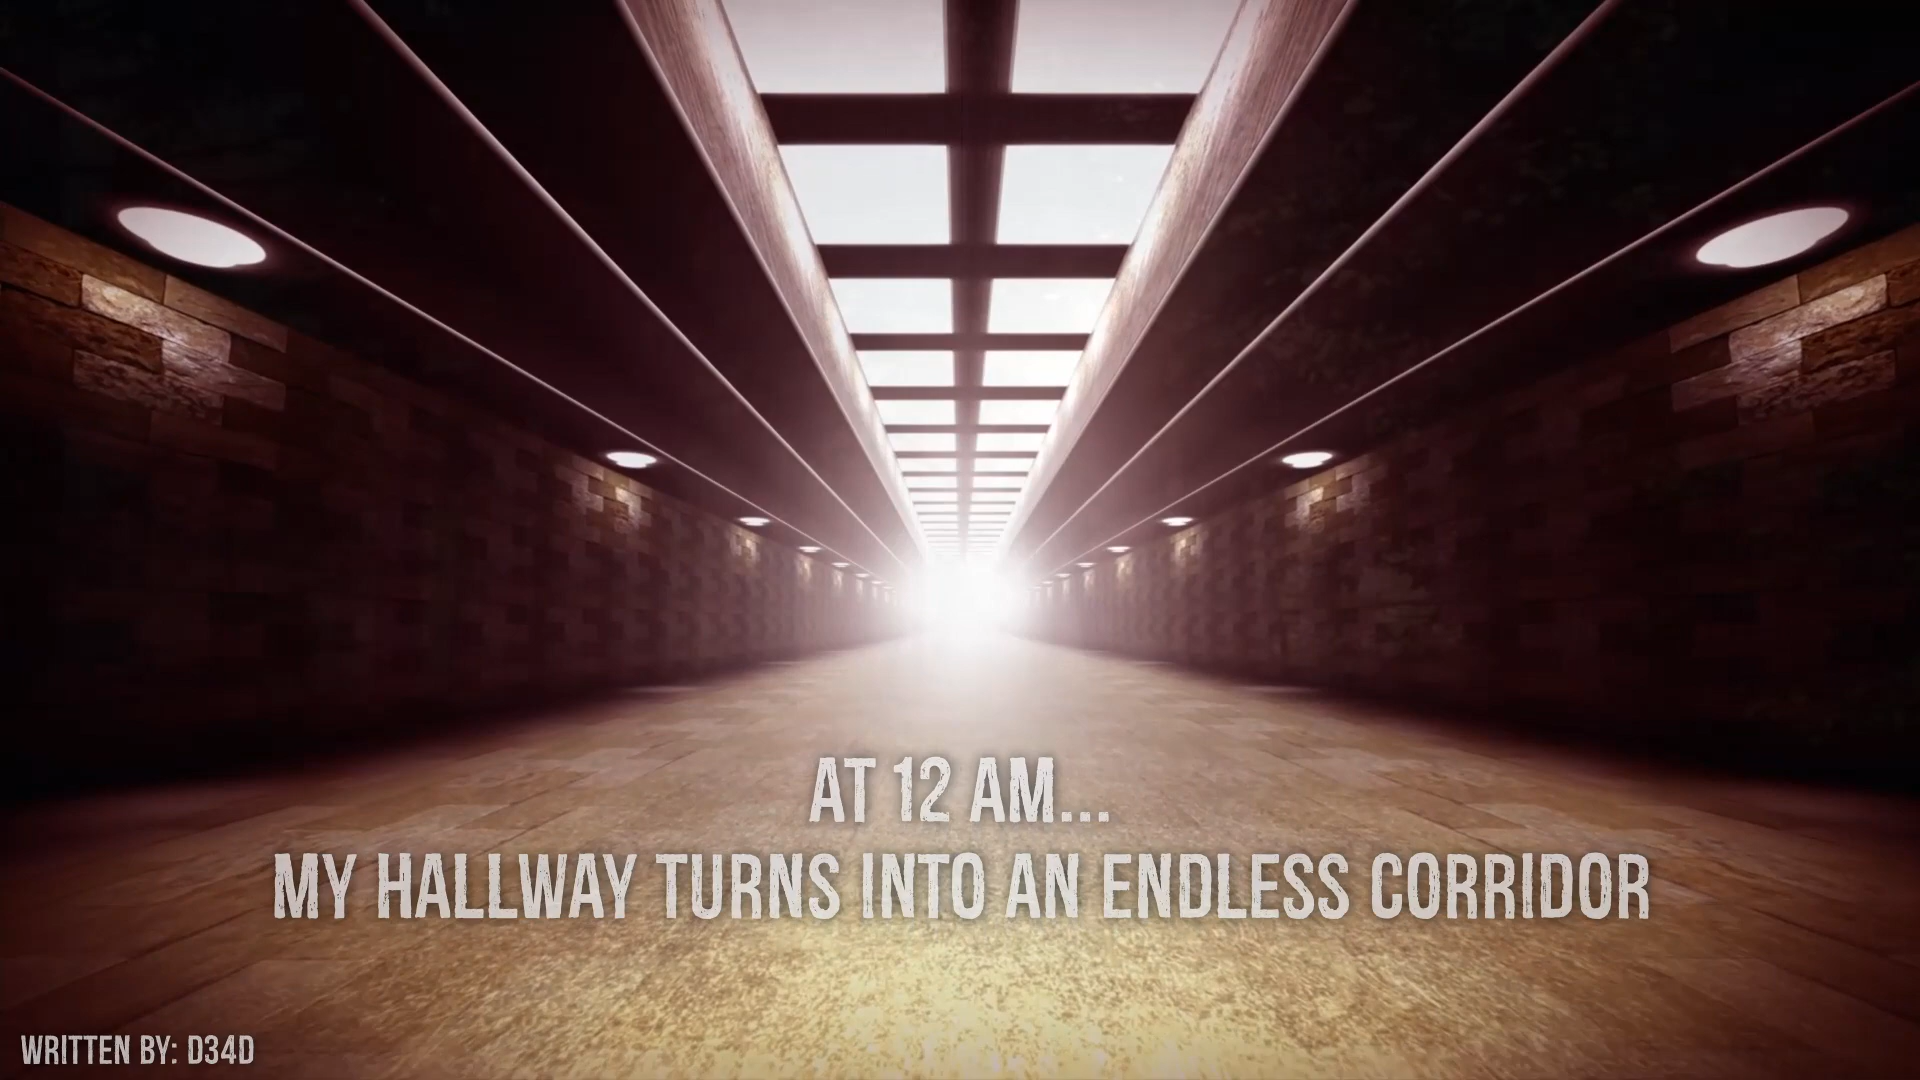 AT 12 AM...
MY HALLWAY TURNS INTO AN ENDLESS CORRIDOR
WRITTEN BY: D34D